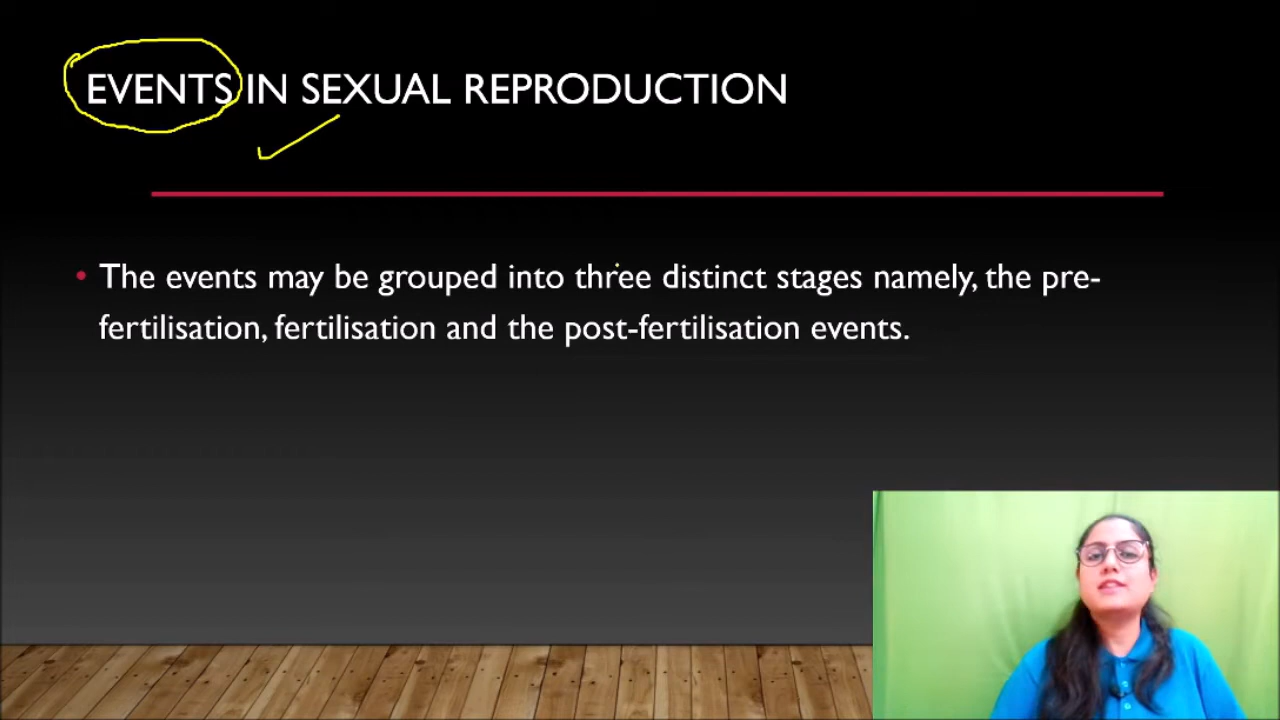 EVENTS IN SEXUAL REPRODUCTION
• The events may be grouped into three distinct stages namely, the pre-
fertilisation, fertilisation and the post-fertilisation events.